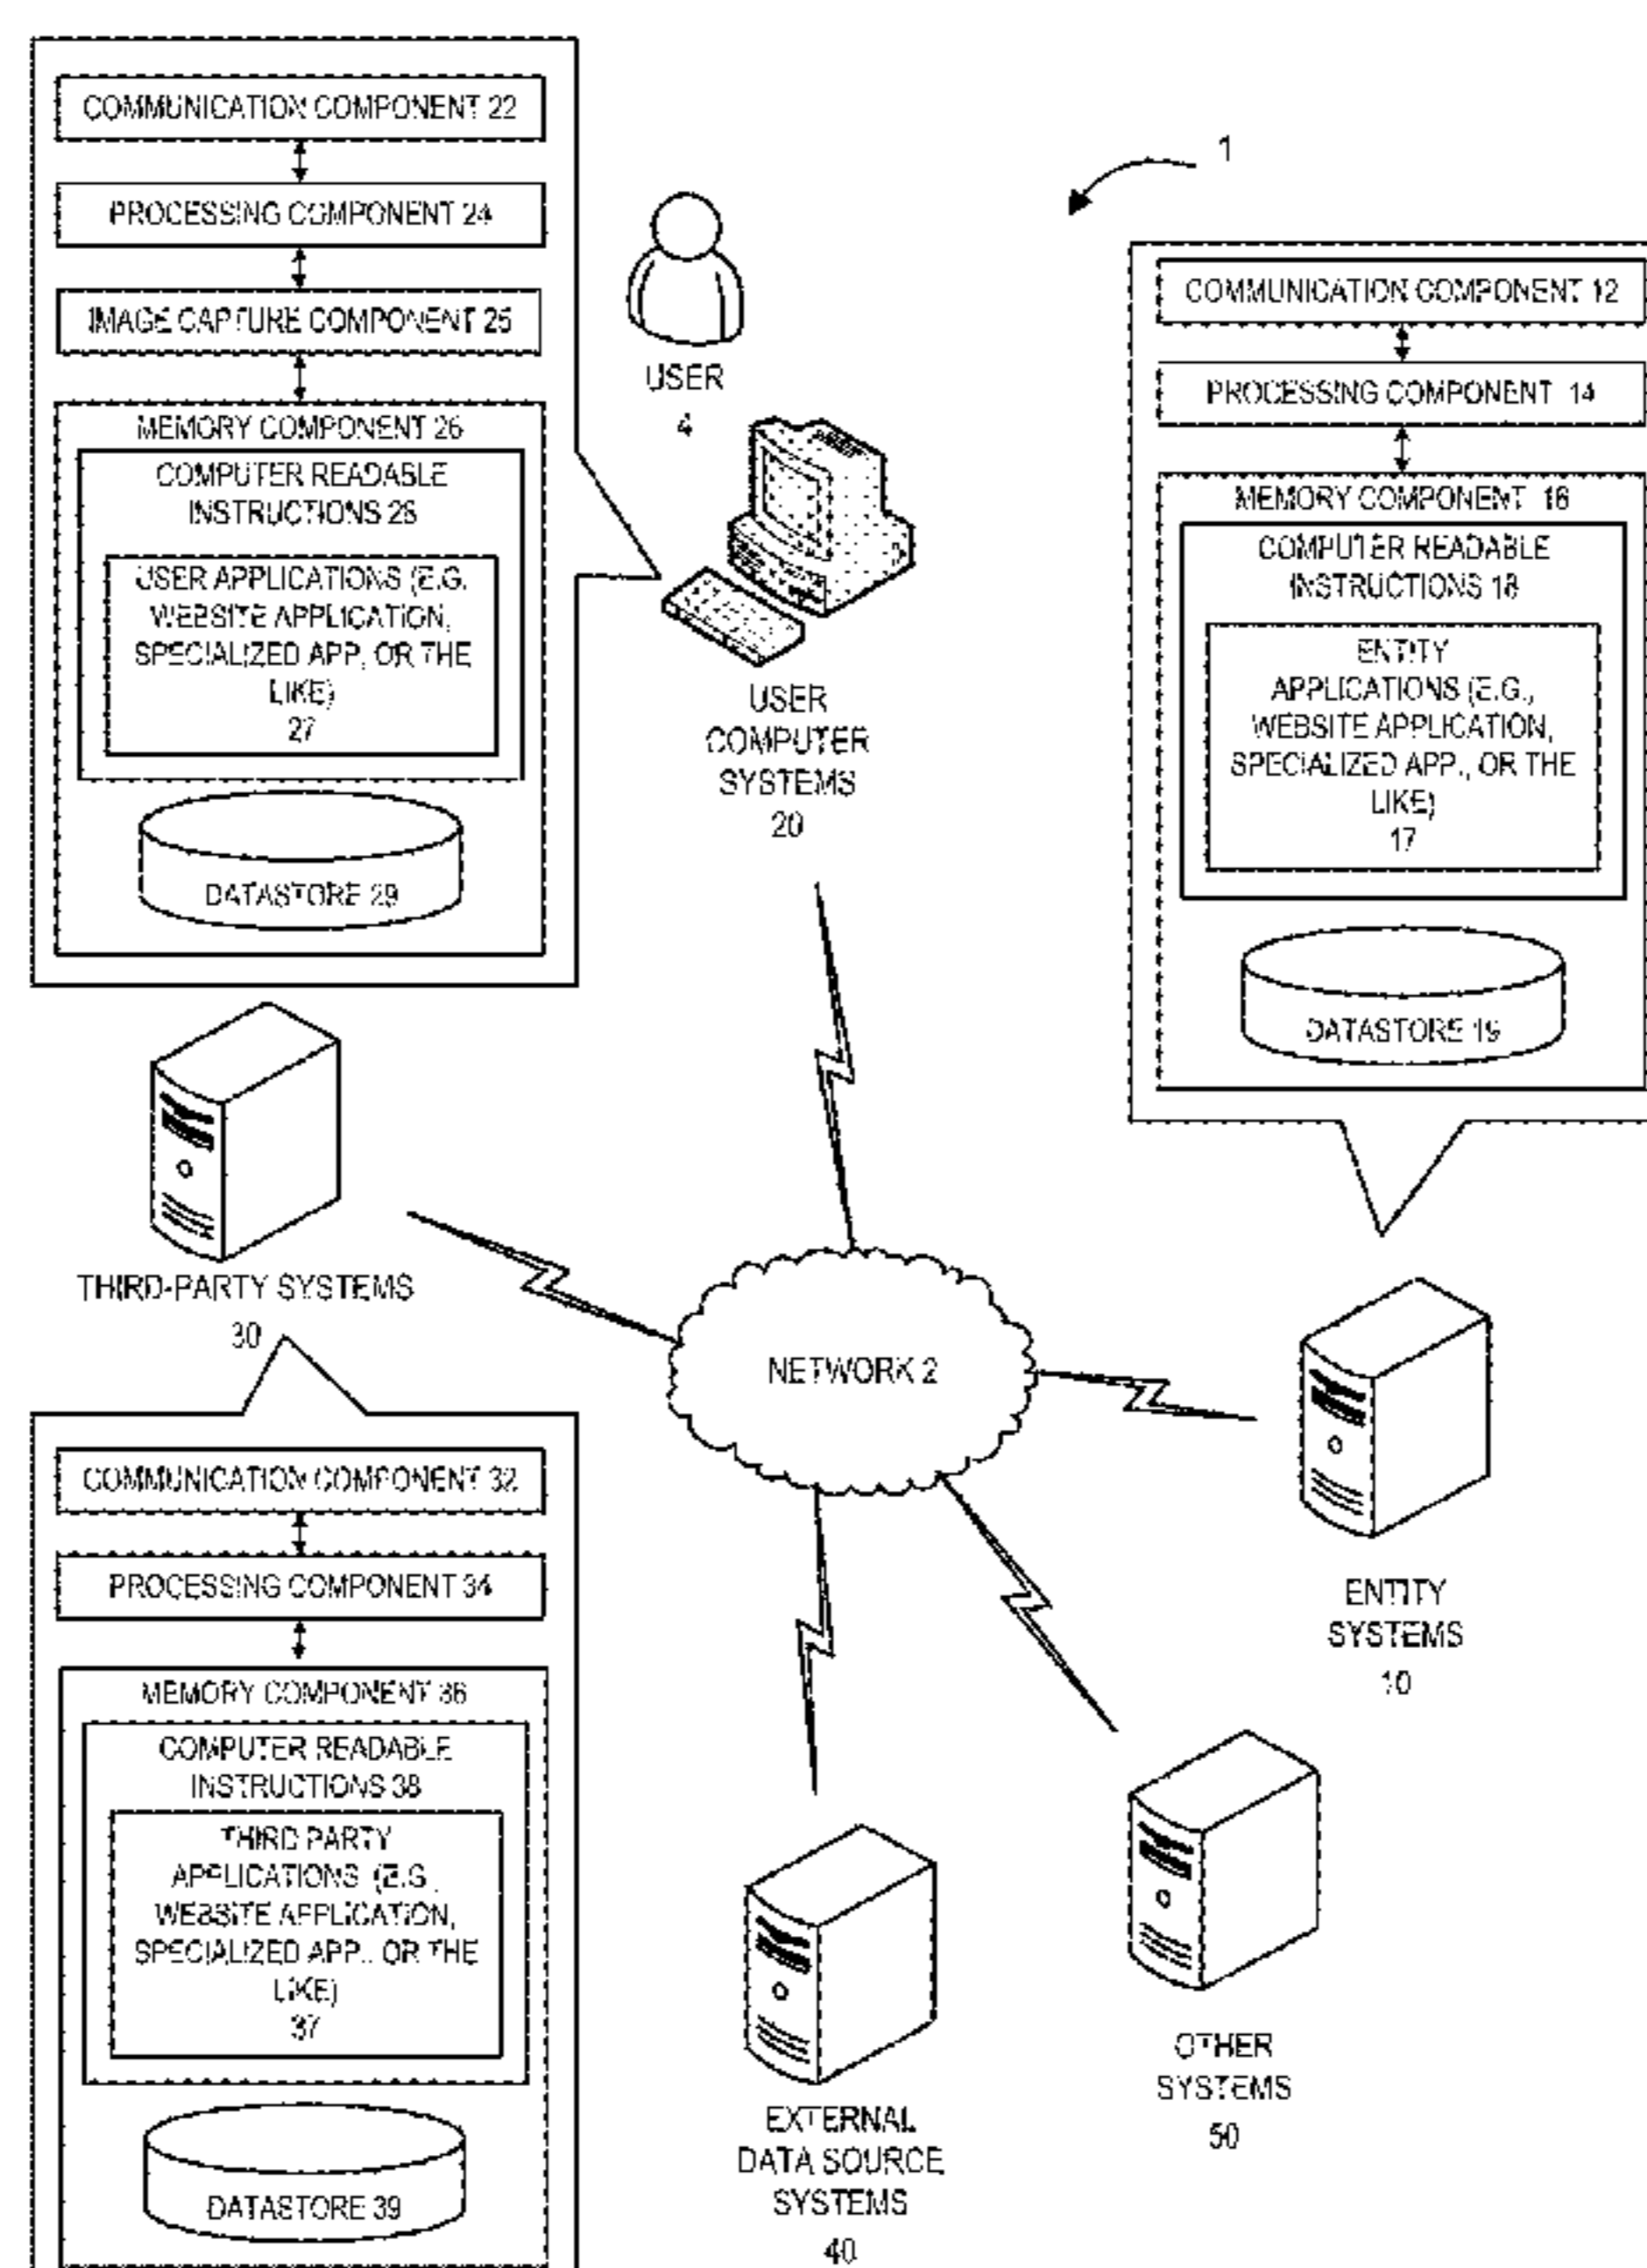 COMMUNICATION COMPONENT 22
PROCESSING COMPONENT 24
IMAGE CAPTURE COMPONENT 25
MEMORY COMPONENT 26
COMPUTER READABLE
INSTRUCTIONS 28
USER APPLICATIONS (E.G.
WEBSITE APPLICATION,
SPECIALIZED APP, OR THE
LIKE)
27
DATASTORE 29
USER
4
USER
COMPUTER
SYSTEMS
20
1
COMMUNICATION COMPONENT 12
PROCESSING COMPONENT 14
MEMORY COMPONENT 16
COMPUTER READABLE
INSTRUCTIONS 18
ENTITY
APPLICATIONS (E.G.,
WEBSITE APPLICATION,
SPECIALIZED APP., OR THE
LIKE)
17
DATASTORE 19
THIRD-PARTY SYSTEMS
30
NETWORK 2
ENTITY
SYSTEMS
10
COMMUNICATION COMPONENT 32
PROCESSING COMPONENT 34
MEMORY COMPONENT 36
COMPUTER READABLE
INSTRUCTIONS 38
THIRD PARTY
APPLICATIONS (E.G.,
WEBSITE APPLICATION,
SPECIALIZED APP., OR THE
LIKE)
37
DATASTORE 39
EXTERNAL
DATA SOURCE
SYSTEMS
40
OTHER
SYSTEMS
50